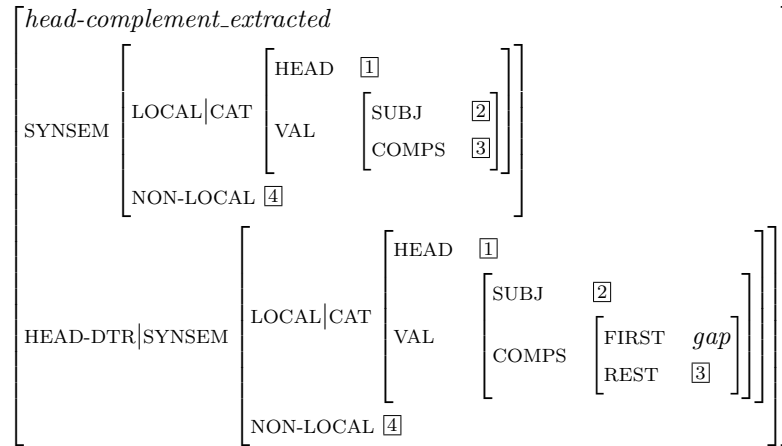 head-complement_extracted
HEAD 1
LOCAL|CAT
SUBJ 2
VAL
SYNSEM
COMPS 3
NON-LOCAL 4
HEAD 1
SUBJ 2
LOCAL|CAT
FIRST gap
HEAD-DTR|SYNSEM
VAL
COMPS
REST 3
NON-LOCAL 4